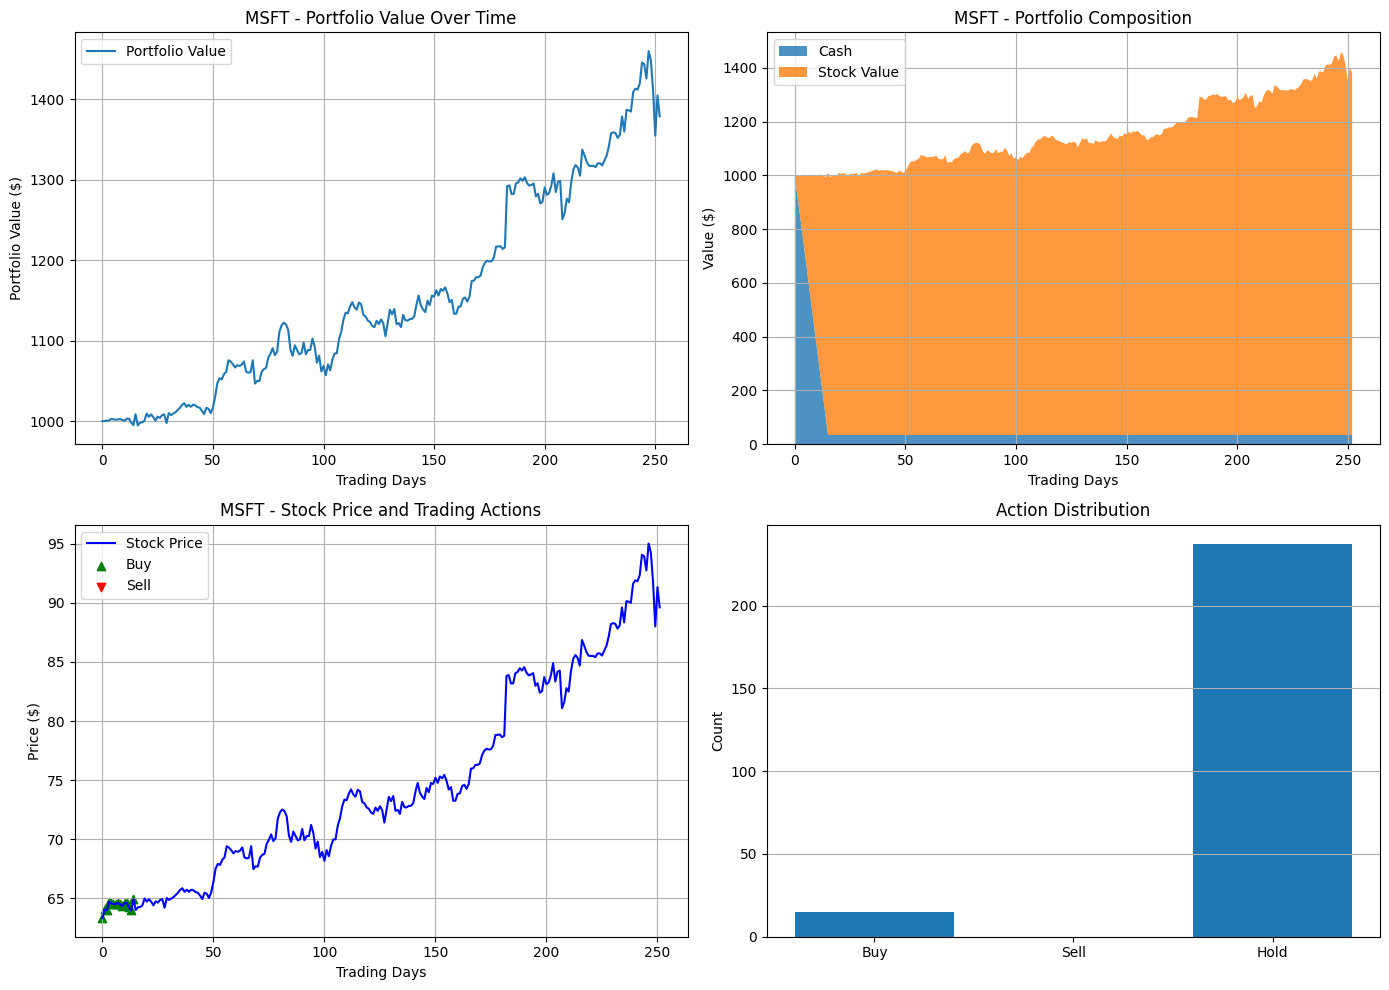 MSFT - Portfolio Value Over Time
Portfolio Value
Portfolio Value ($)
1400
1300
1200
1100
1000
0 50 100 150 200 250
Trading Days
MSFT - Portfolio Composition
Cash
Stock Value
Value ($)
1400
1200
1000
800
600
400
200
0
0 50 100 150 200 250
Trading Days
MSFT - Stock Price and Trading Actions
Stock Price
Buy
Sell
Price ($)
95
90
85
80
75
70
65
0 50 100 150 200 250
Trading Days
Action Distribution
Count
200
150
100
50
0
Buy Sell Hold